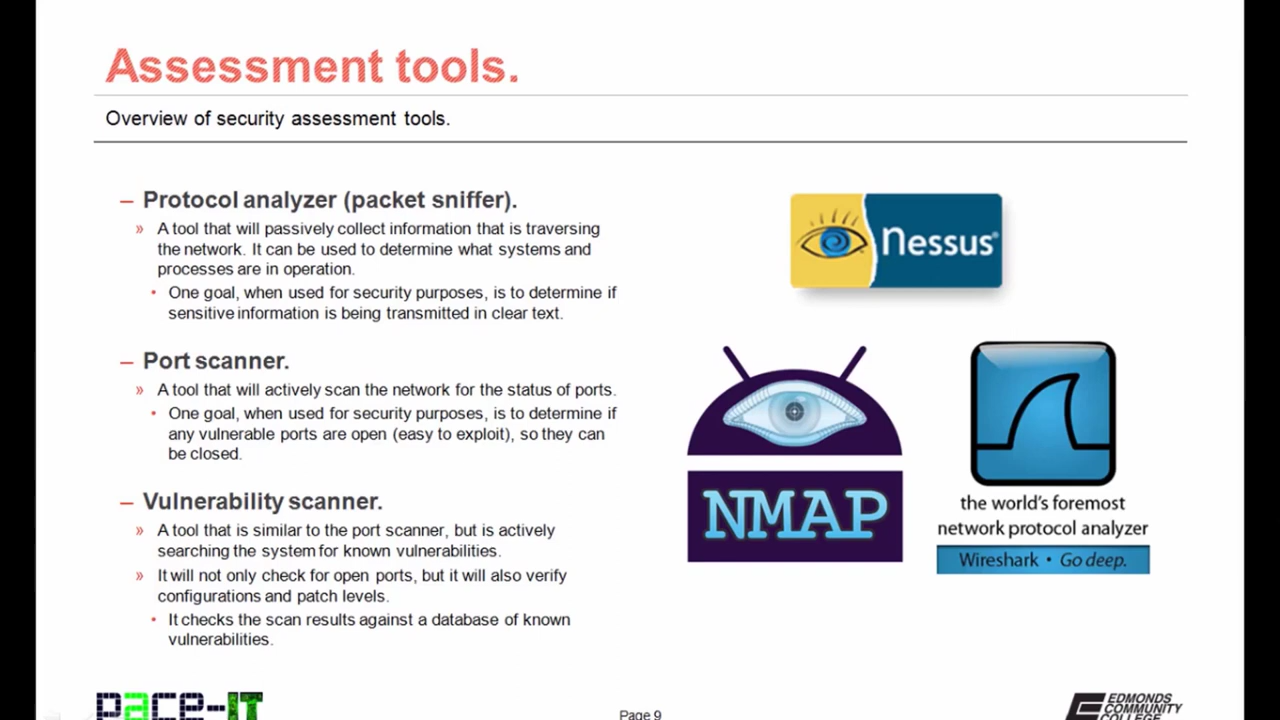 Assessment tools.
Overview of security assessment tools.
– Protocol analyzer (packet sniffer).
» A tool that will passively collect information that is traversing
the network. It can be used to determine what systems and
processes are in operation.
• One goal, when used for security purposes, is to determine if
sensitive information is being transmitted in clear text.
– Port scanner.
» A tool that will actively scan the network for the status of ports.
• One goal, when used for security purposes, is to determine if
any vulnerable ports are open (easy to exploit), so they can
be closed.
– Vulnerability scanner.
» A tool that is similar to the port scanner, but is actively
searching the system for known vulnerabilities.
» It will not only check for open ports, but it will also verify
configurations and patch levels.
• It checks the scan results against a database of known
vulnerabilities.
nessus®
NMAP
the world's foremost
network protocol analyzer
Wireshark • Go deep.
pace-IT
Page 9
EDMONDS
COMMUNITY
COLLEGE